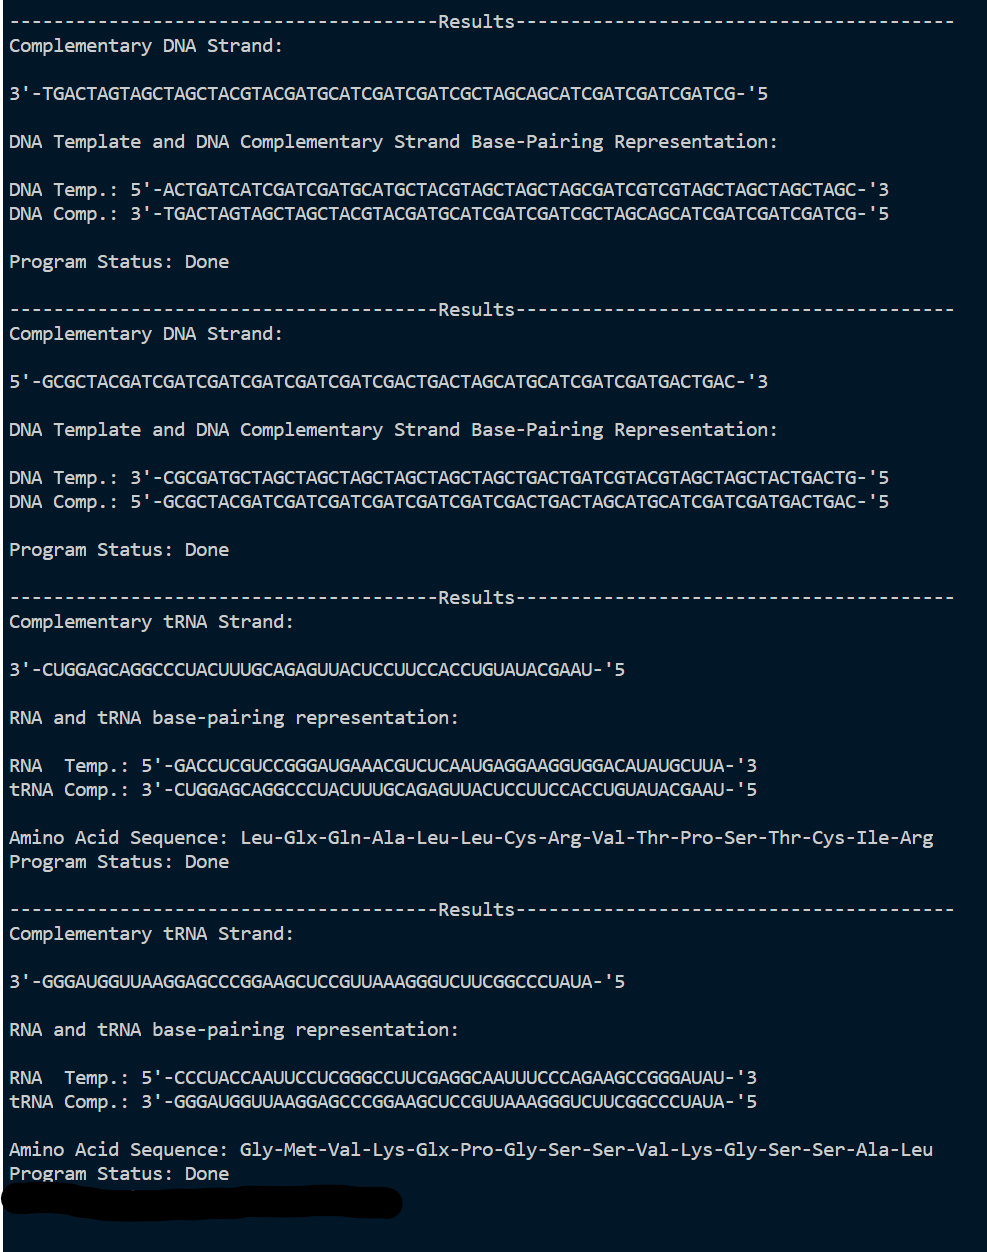 ---------------------------------------Results----------------------------------------
Complementary DNA Strand:
3'-TGACTAGTAGCTAGCTACGTACGATGCATCGATCGATCGCTAGCAGCATCGATCGATCGATCG-'5
DNA Template and DNA Complementary Strand Base-Pairing Representation:
DNA Temp.: 5'-ACTGATCATCGATCGATGCATGCTACGTAGCTAGCTAGCGATCGTCGTAGCTAGCTAGCTAGC-'3
DNA Comp.: 3'-TGACTAGTAGCTAGCTACGTACGATGCATCGATCGATCGCTAGCAGCATCGATCGATCGATCG-'5
Program Status: Done
---------------------------------------Results----------------------------------------
Complementary DNA Strand:
5'-GCGCTACGATCGATCGATCGATCGATCGATCGACTGACTAGCATGCATCGATCGATGACTGAC-'3
DNA Template and DNA Complementary Strand Base-Pairing Representation:
DNA Temp.: 3'-CGCGATGCTAGCTAGCTAGCTAGCTAGCTAGCTGACTGATCGTACGTAGCTAGCTACTGACTG-'5
DNA Comp.: 5'-GCGCTACGATCGATCGATCGATCGATCGATCGACTGACTAGCATGCATCGATCGATGACTGAC-'5
Program Status: Done
---------------------------------------Results----------------------------------------
Complementary tRNA Strand:
3'-CUGGAGCAGGCCCUACUUUGCAGAGUUACUCCUUCCACCUGUAUACGAAU-'5
RNA and tRNA base-pairing representation:
RNA  Temp.: 5'-GACCUCGUCCGGGAUGAAACGUCUCAAUGAGGAAGGUGGACAUAUGCUUA-'3
tRNA Comp.: 3'-CUGGAGCAGGCCCUACUUUGCAGAGUUACUCCUUCCACCUGUAUACGAAU-'5
Amino Acid Sequence: Leu-Glx-Gln-Ala-Leu-Leu-Cys-Arg-Val-Thr-Pro-Ser-Thr-Cys-Ile-Arg
Program Status: Done
---------------------------------------Results----------------------------------------
Complementary tRNA Strand:
3'-GGGAUGGUUAAGGAGCCCGGAAGCUCCGUUAAAGGGUCUUCGGCCCUAUA-'5
RNA and tRNA base-pairing representation:
RNA  Temp.: 5'-CCCUACCAAUUCCUCGGGCCUUCGAGGCAAUUUCCCAGAAGCCGGGAUAU-'3
tRNA Comp.: 3'-GGGAUGGUUAAGGAGCCCGGAAGCUCCGUUAAAGGGUCUUCGGCCCUAUA-'5
Amino Acid Sequence: Gly-Met-Val-Lys-Glx-Pro-Gly-Ser-Ser-Val-Lys-Gly-Ser-Ser-Ala-Leu
Program Status: Done